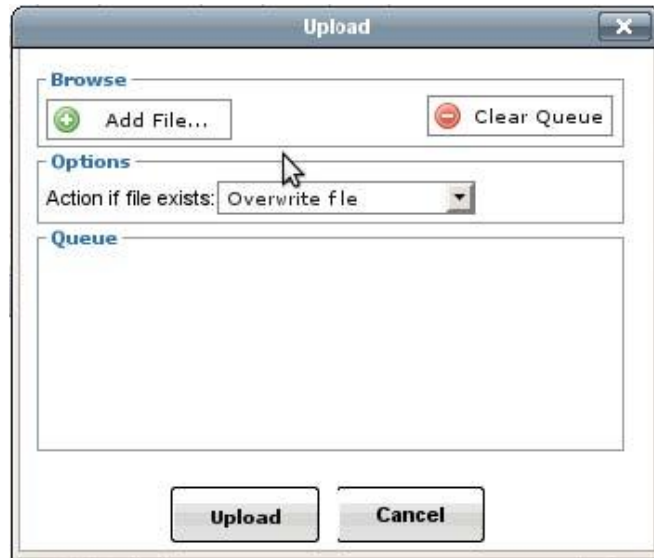 Upload
Browse
Add File...
Clear Queue
Options
Action if file exists: Overwrite fle
Queue
Upload
Cancel